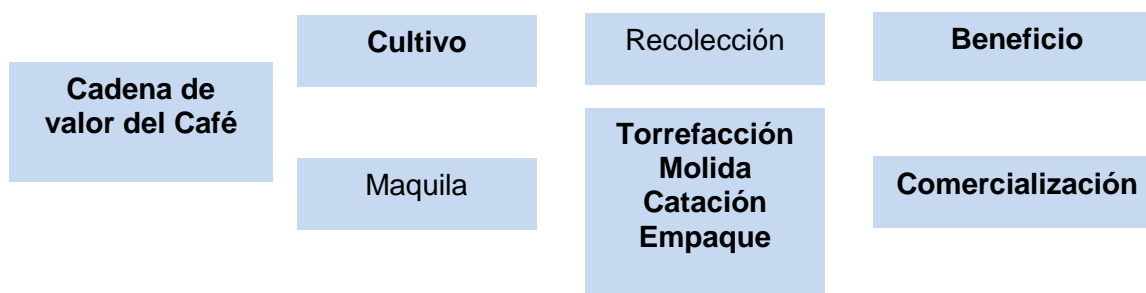 Cadena de
valor del Café
Cultivo
Recolección
Beneficio
Maquila
Torrefacción
Molida
Catación
Empaque
Comercialización